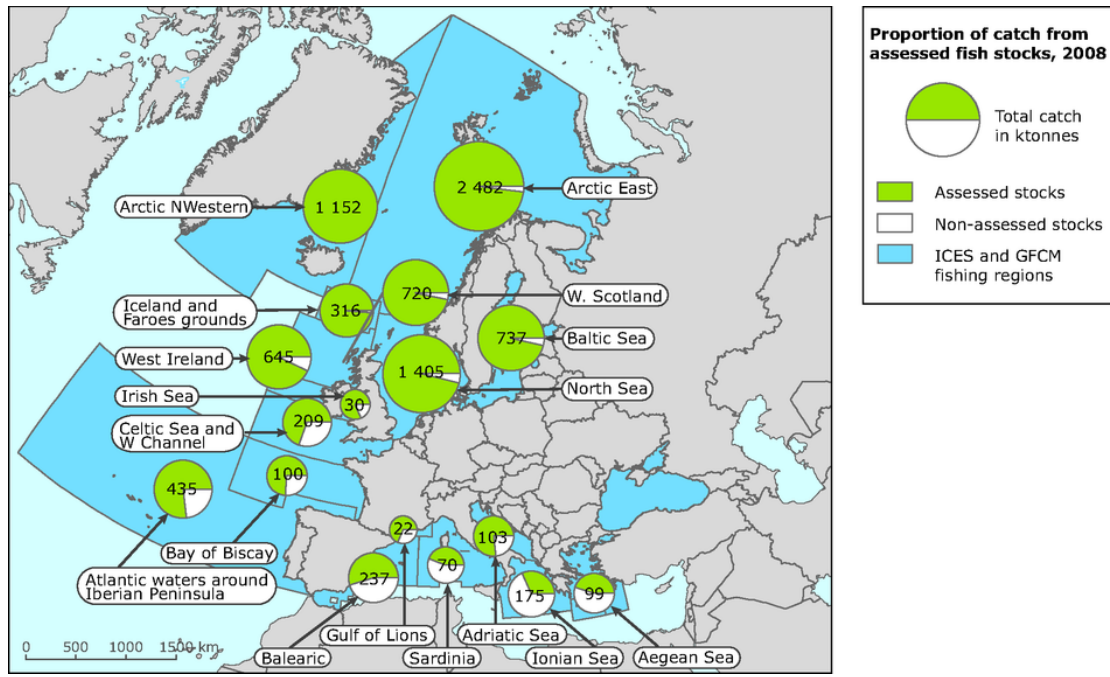 Proportion of catch from
assessed fish stocks, 2008
Total catch
in ktonnes
Assessed stocks
Non-assessed stocks
ICES and GFCM
fishing regions
2 482
Arctic East
Arctic NWestern
1 152
720
W. Scotland
Iceland and
Faroes grounds
316
737
Baltic Sea
West Ireland
645
1 405
North Sea
Irish Sea
30
Celtic Sea and
W Channel
209
100
435
Bay of Biscay
22
103
Atlantic waters around
Iberian Peninsula
237
70
175
99
Gulf of Lions
Adriatic Sea
Balearic
Sardinia
Ionian Sea
Aegean Sea
0 500 1000 1500 km